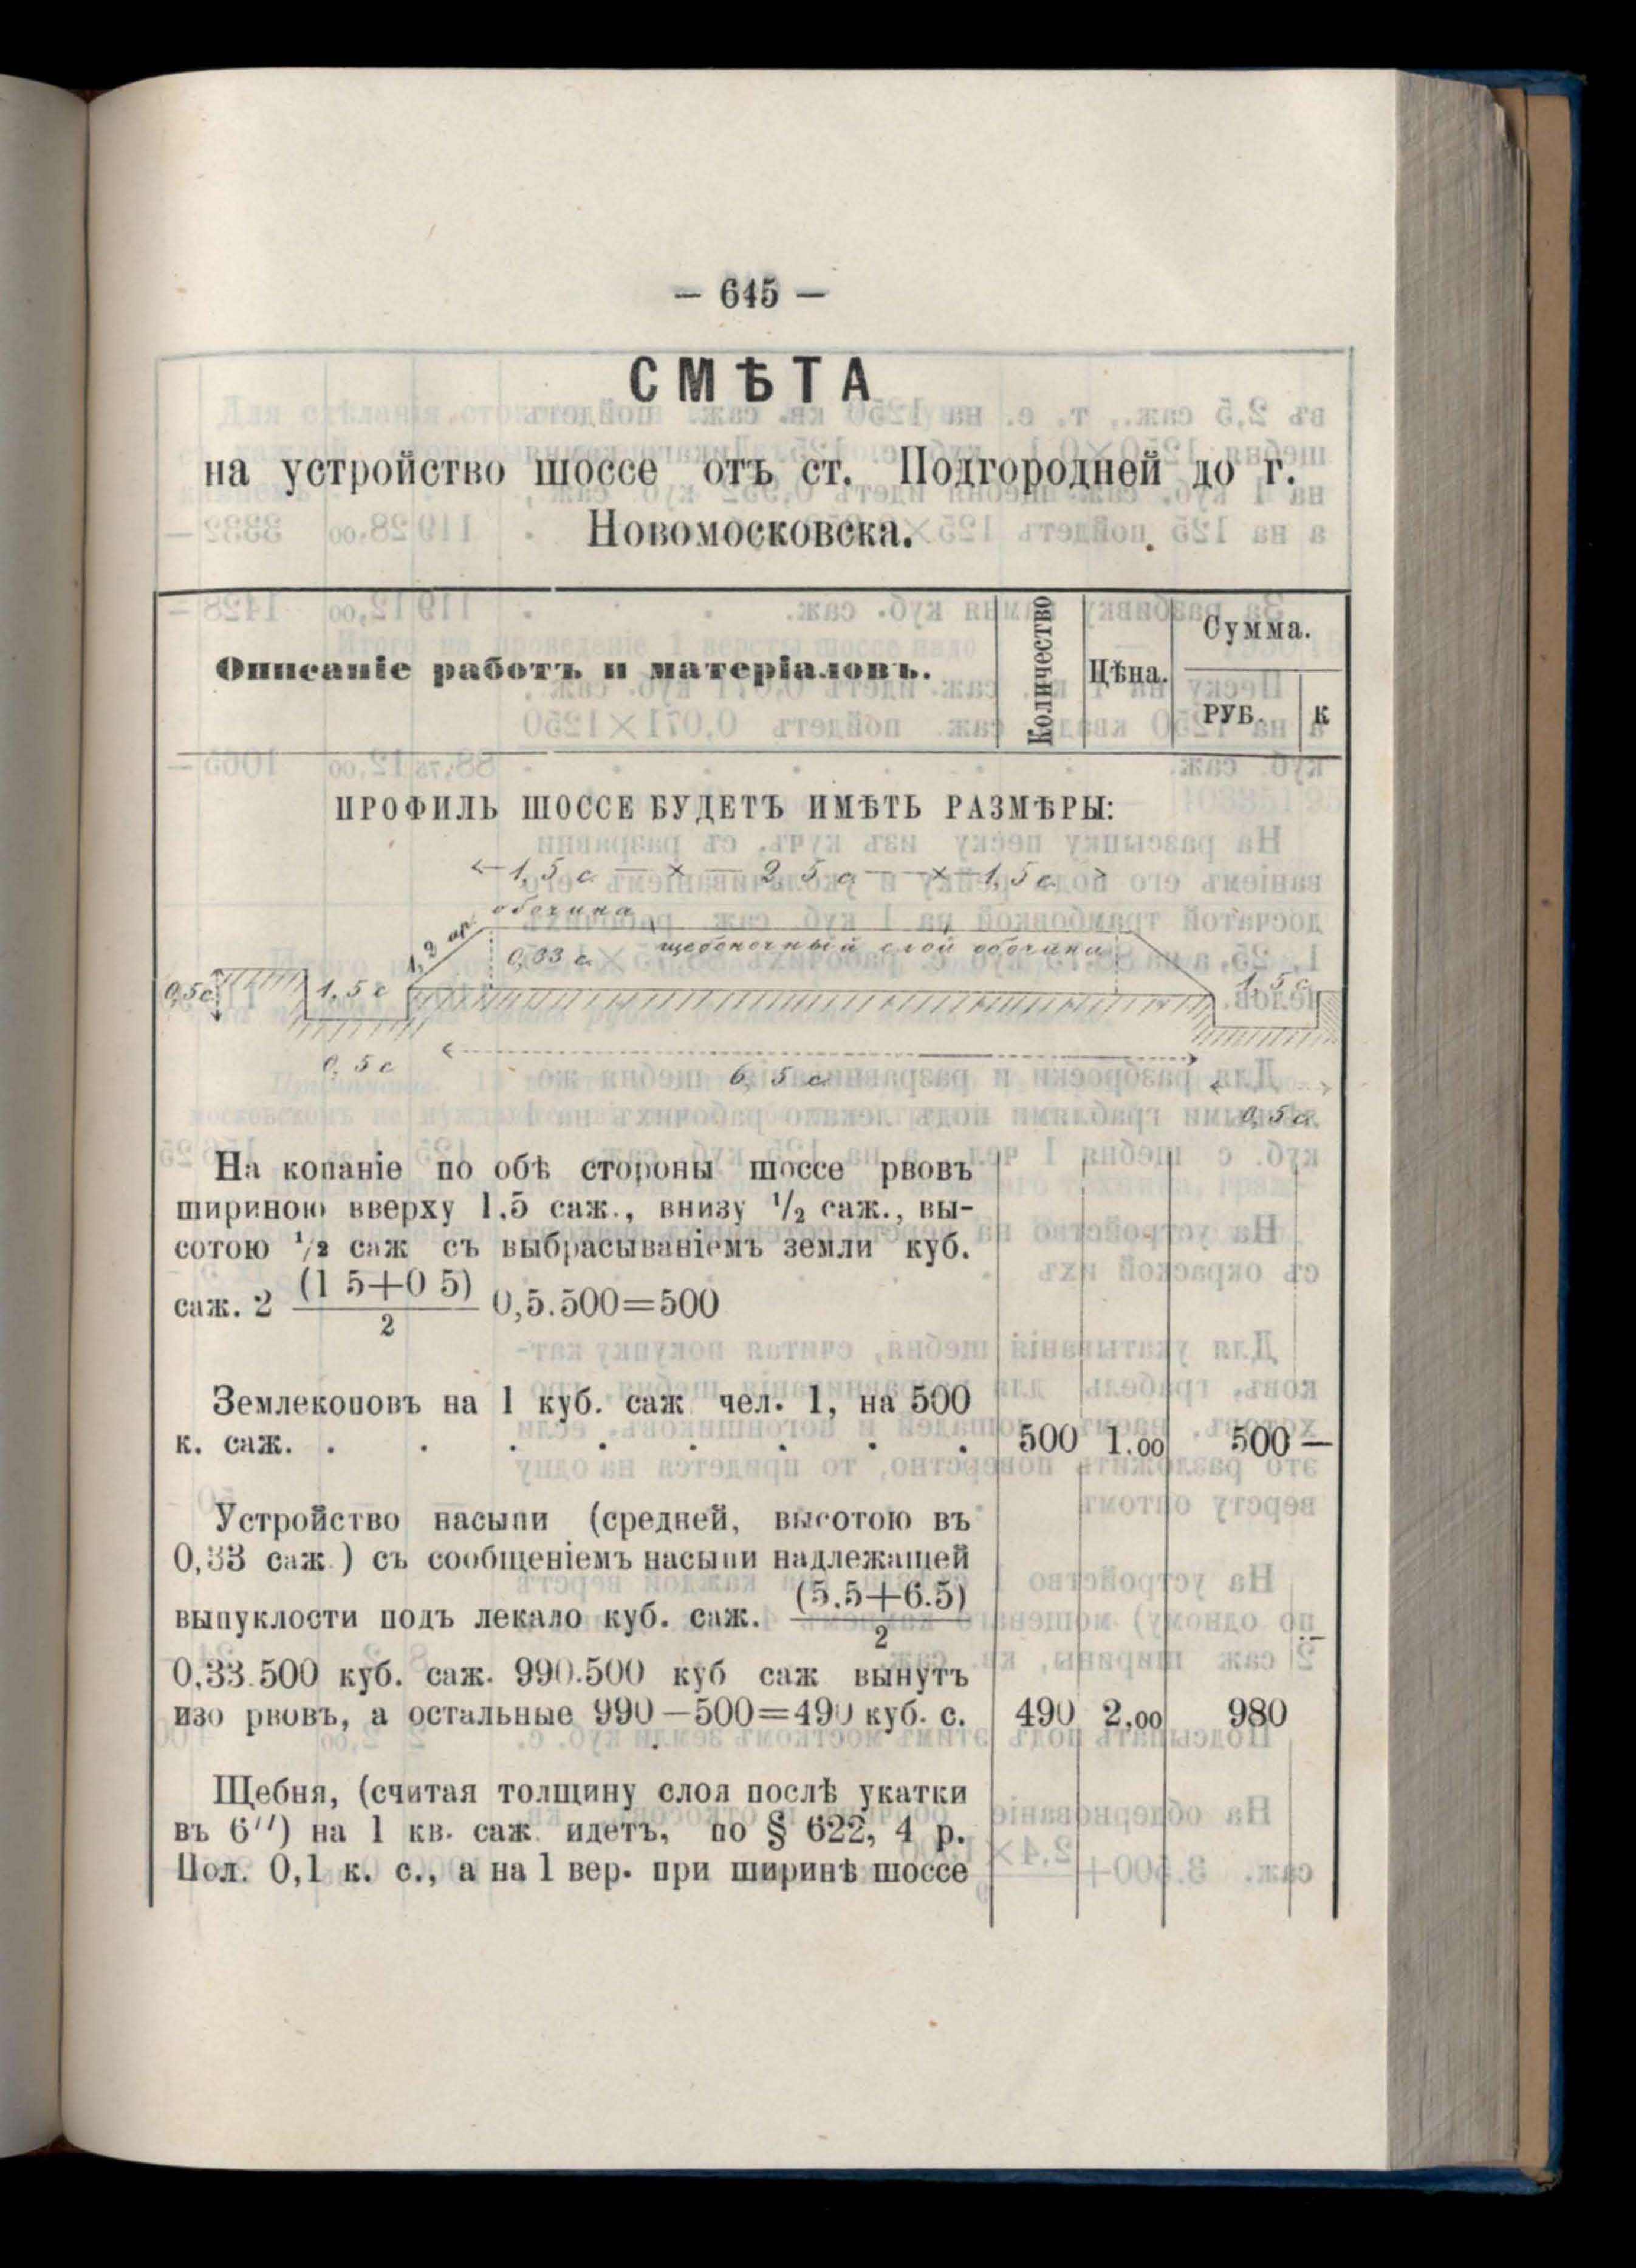 — 645 —
СМѢТА
на устройство шоссе отъ ст. Подгородней до г.
Новомосковска.
Описаніе работъ и матеріаловъ.
Количество
Цѣна.
Сумма.
РУБ.
К
ПРОФИЛЬ ШОССЕ БУДЕТЪ ИМѢТЬ РАЗМѢРЫ:
←1,5 с. — × — 2 5 с — × — 1,5 с. →
обочина
1,2 ар.
0,33 с.
щебеночный слой обочина
0,5с
1,5 с
1,5с
0,5 с
6,5 с
0,5с.
На копаніе по обѣ стороны шоссе рвовъ
шириною вверху 1,5 саж., внизу 1/2 саж., вы-
сотою 1/2 саж съ выбрасываніемъ земли куб.
саж. 2 (1 5+0 5)/2 0,5.500=500
Землекоповъ на 1 куб. саж чел. 1, на 500
к. саж. . . . . . . . . 500 1.00 500 —
Устройство насыпи (средней, высотою въ
0,33 саж.) съ сообщеніемъ насыпи надлежащей
выпуклости подъ лекало куб. саж. (5.5+6.5)/2
0,33.500 куб. саж. 990.500 куб саж вынутъ
изо рвовъ, а остальные 990—500=490 куб. с. 490 2,00 980
Щебня, (считая толщину слоя послѣ укатки
въ 6″) на 1 кв. саж. идетъ, по § 622, 4 р.
Пол. 0,1 к. с., а на 1 вер. при ширинѣ шоссе